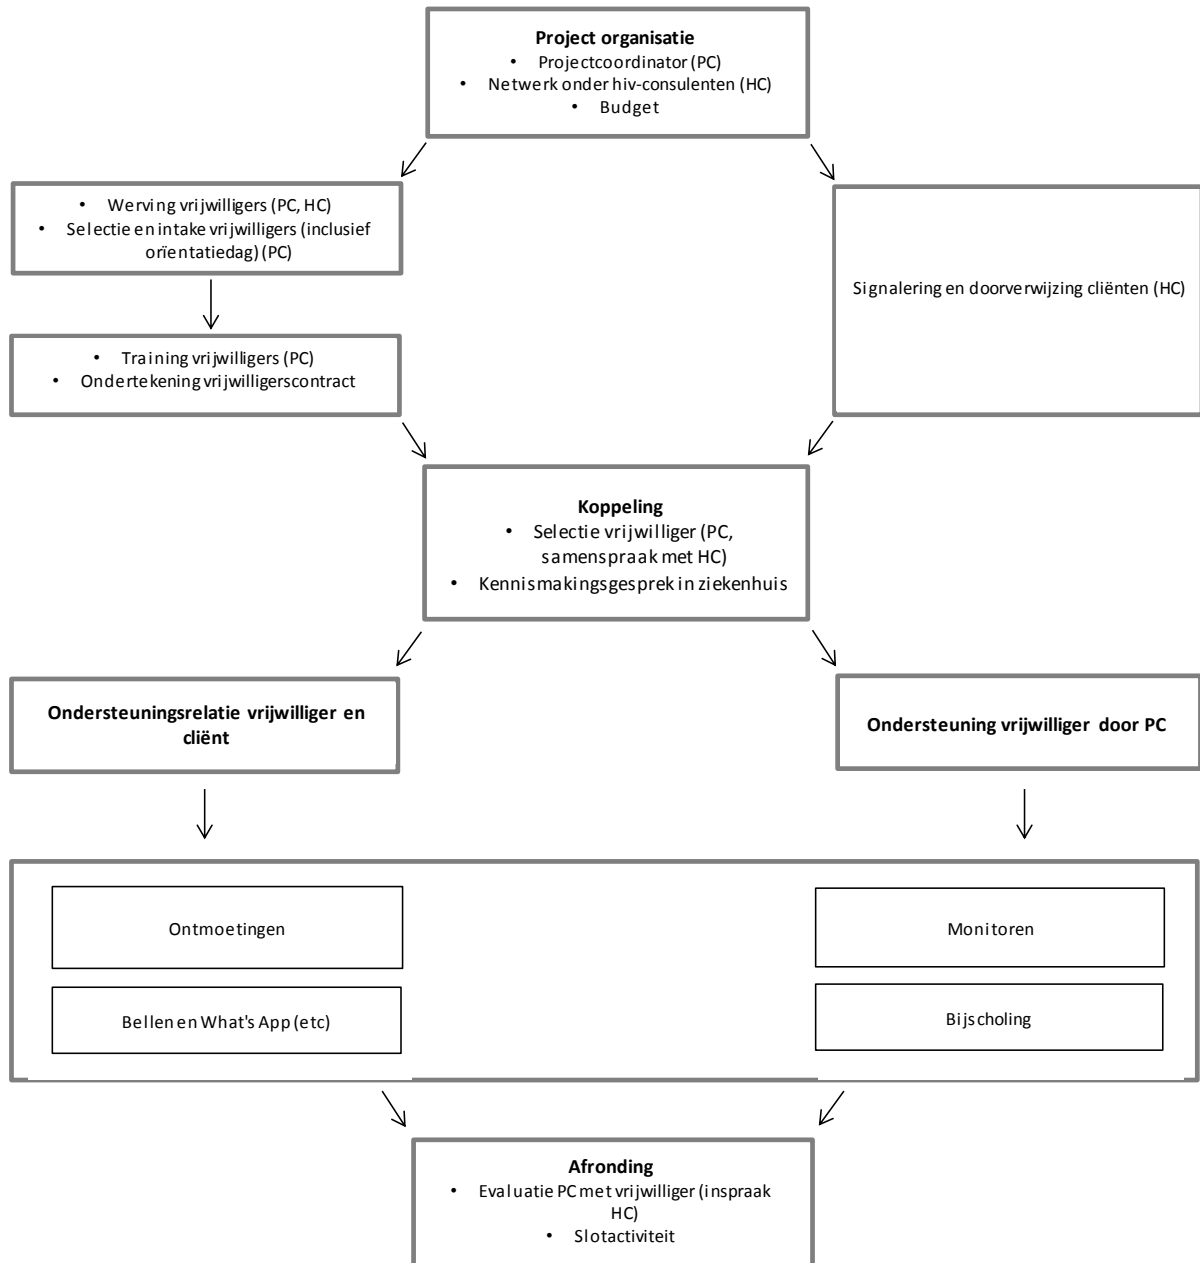 Project organisatie
• Projectcoordinator (PC)
• Netwerk onder hiv-consulenten (HC)
• Budget
• Werving vrijwilligers (PC, HC)
• Selectie en intake vrijwilligers (inclusief
orïentatiedag) (PC)
Signalering en doorverwijzing cliënten (HC)
• Training vrijwilligers (PC)
• Ondertekening vrijwilligerscontract
Koppeling
• Selectie vrijwilliger (PC,
samenspraak met HC)
• Kennismakingsgesprek in ziekenhuis
Ondersteuningsrelatie vrijwilliger en
cliënt
Ondersteuning vrijwilliger door PC
Ontmoetingen
Monitoren
Bellen en What's App (etc)
Bijscholing
Afronding
• Evaluatie PC met vrijwilliger (inspraak
HC)
• Slotactiviteit